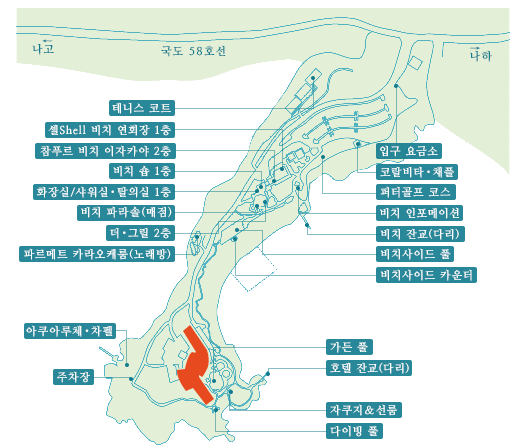 나고
국도 58호선
나하
테니스 코트
셸Shell 비치 연회장 1층
참푸르 비치 이자카야 2층
비치 숍 1층
화장실/샤워실·탈의실 1층
비치 파라솔(매점)
더·그릴 2층
파르메트 카라오케룸(노래방)
입구 요금소
코랄비타·채플
퍼터골프 코스
비치 인포메이션
비치 잔교(다리)
비치사이드 풀
비치사이드 카운터
아쿠아루체·차펠
주차장
가든 풀
호텔 잔교(다리)
자쿠지&선룸
다이빙 풀